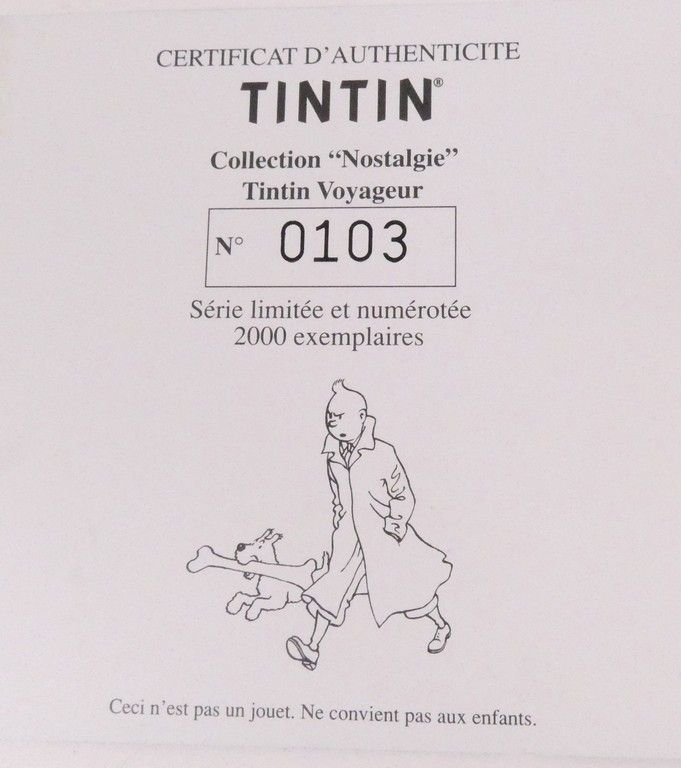 CERTIFICAT D'AUTHENTICITE
TINTIN®
Collection “Nostalgie”
Tintin Voyageur
N° 0103
Série limitée et numérotée
2000 exemplaires
Ceci n'est pas un jouet. Ne convient pas aux enfants.